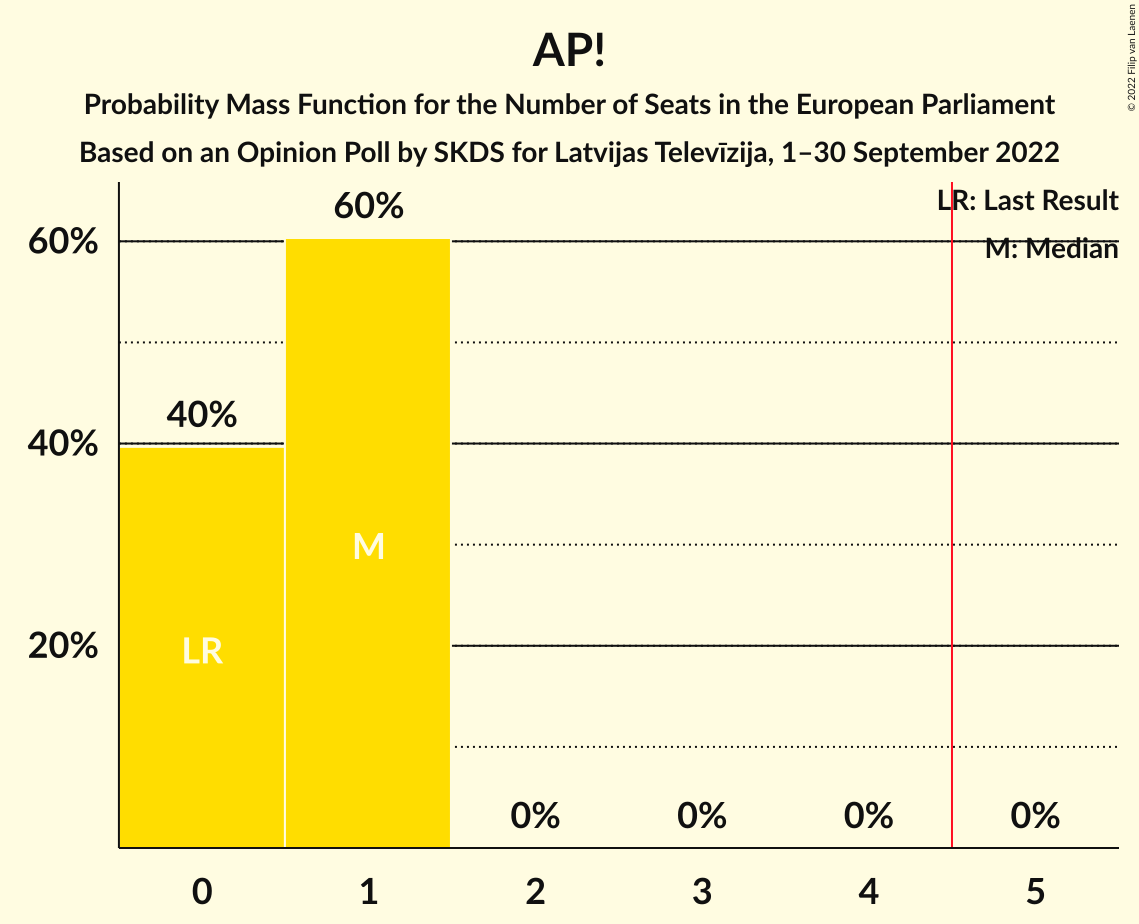 AP!
Probability Mass Function for the Number of Seats in the European Parliament
Based on an Opinion Poll by SKDS for Latvijas Televīzija, 1–30 September 2022
© 2022 Filip van Laenen
LR: Last Result
M: Median
60%
40%
20%
40%
60%
0%
0%
0%
0%
LR
M
0
1
2
3
4
5